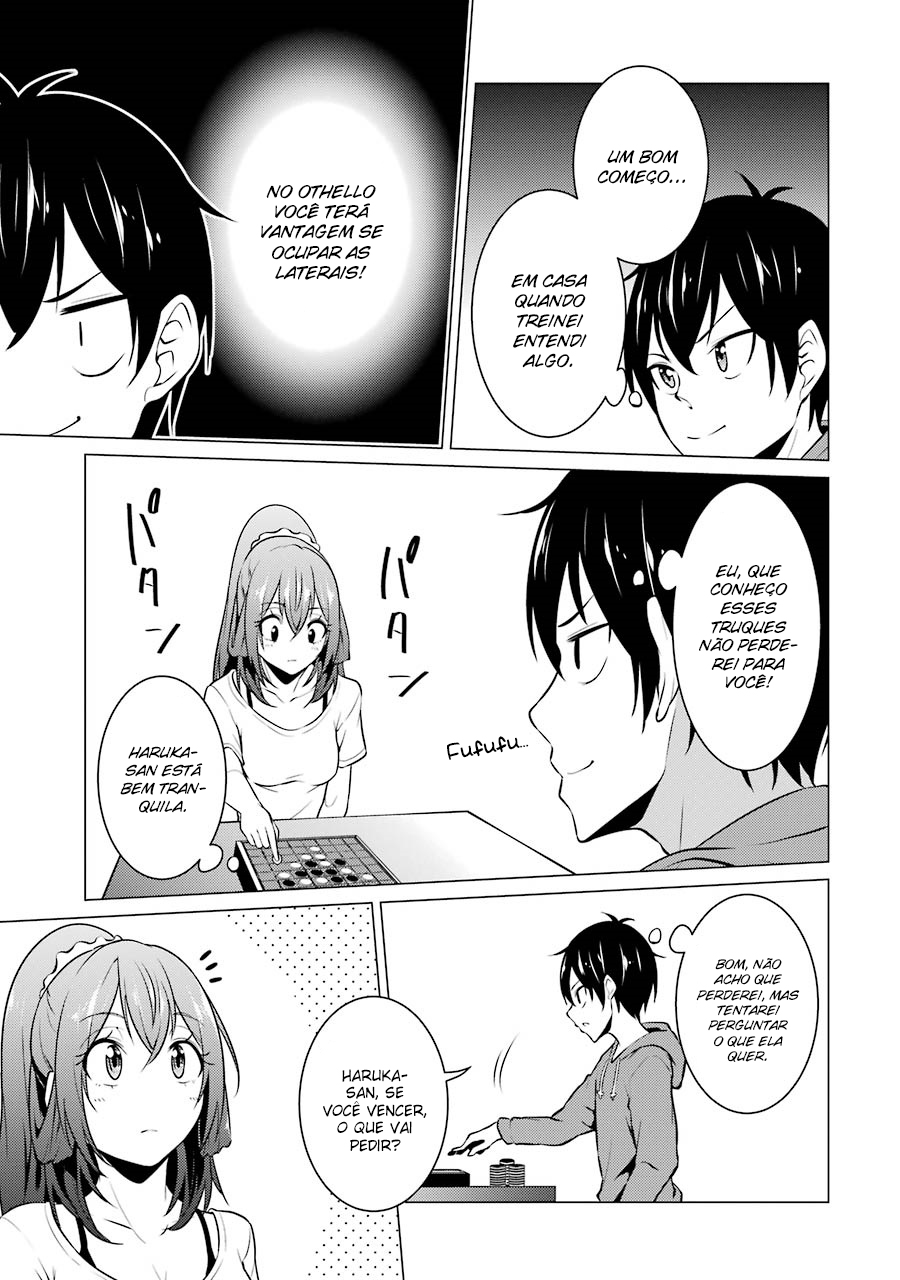 UM BOM
COMEÇO...
EM CASA
QUANDO
TREINEI
ENTENDI
ALGO.
NO OTHELLO
VOCÊ TERÁ
VANTAGEM SE
OCUPAR AS
LATERAIS!
EU, QUE
CONHEÇO
ESSES
TRUQUES
NÃO PERDE-
REI PARA
VOCÊ!
Fufufu...
パタン
パタン
HARUKA-
SAN ESTÁ
BEM TRAN-
QUILA.
BOM, NÃO
ACHO QUE
PERDEREI, MAS
TENTAREI
PERGUNTAR
O QUE ELA
QUER.
HARUKA-
SAN, SE
VOCÊ VENCER,
O QUE VAI
PEDIR?